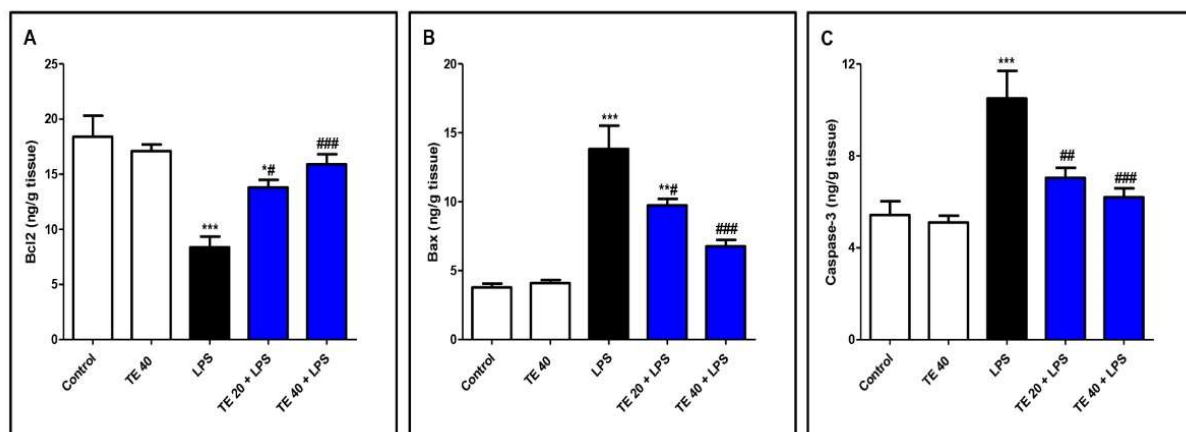 A
Bcl2 (ng/g tissue)
25
20
15
10
5
0
***
*#
###
Control
TE 40
LPS
TE 20 + LPS
TE 40 + LPS
B
Bax (ng/g tissue)
20
15
10
5
0
***
**#
###
Control
TE 40
LPS
TE 20 + LPS
TE 40 + LPS
C
Caspase-3 (ng/g tissue)
12
8
4
0
***
##
###
Control
TE 40
LPS
TE 20 + LPS
TE 40 + LPS